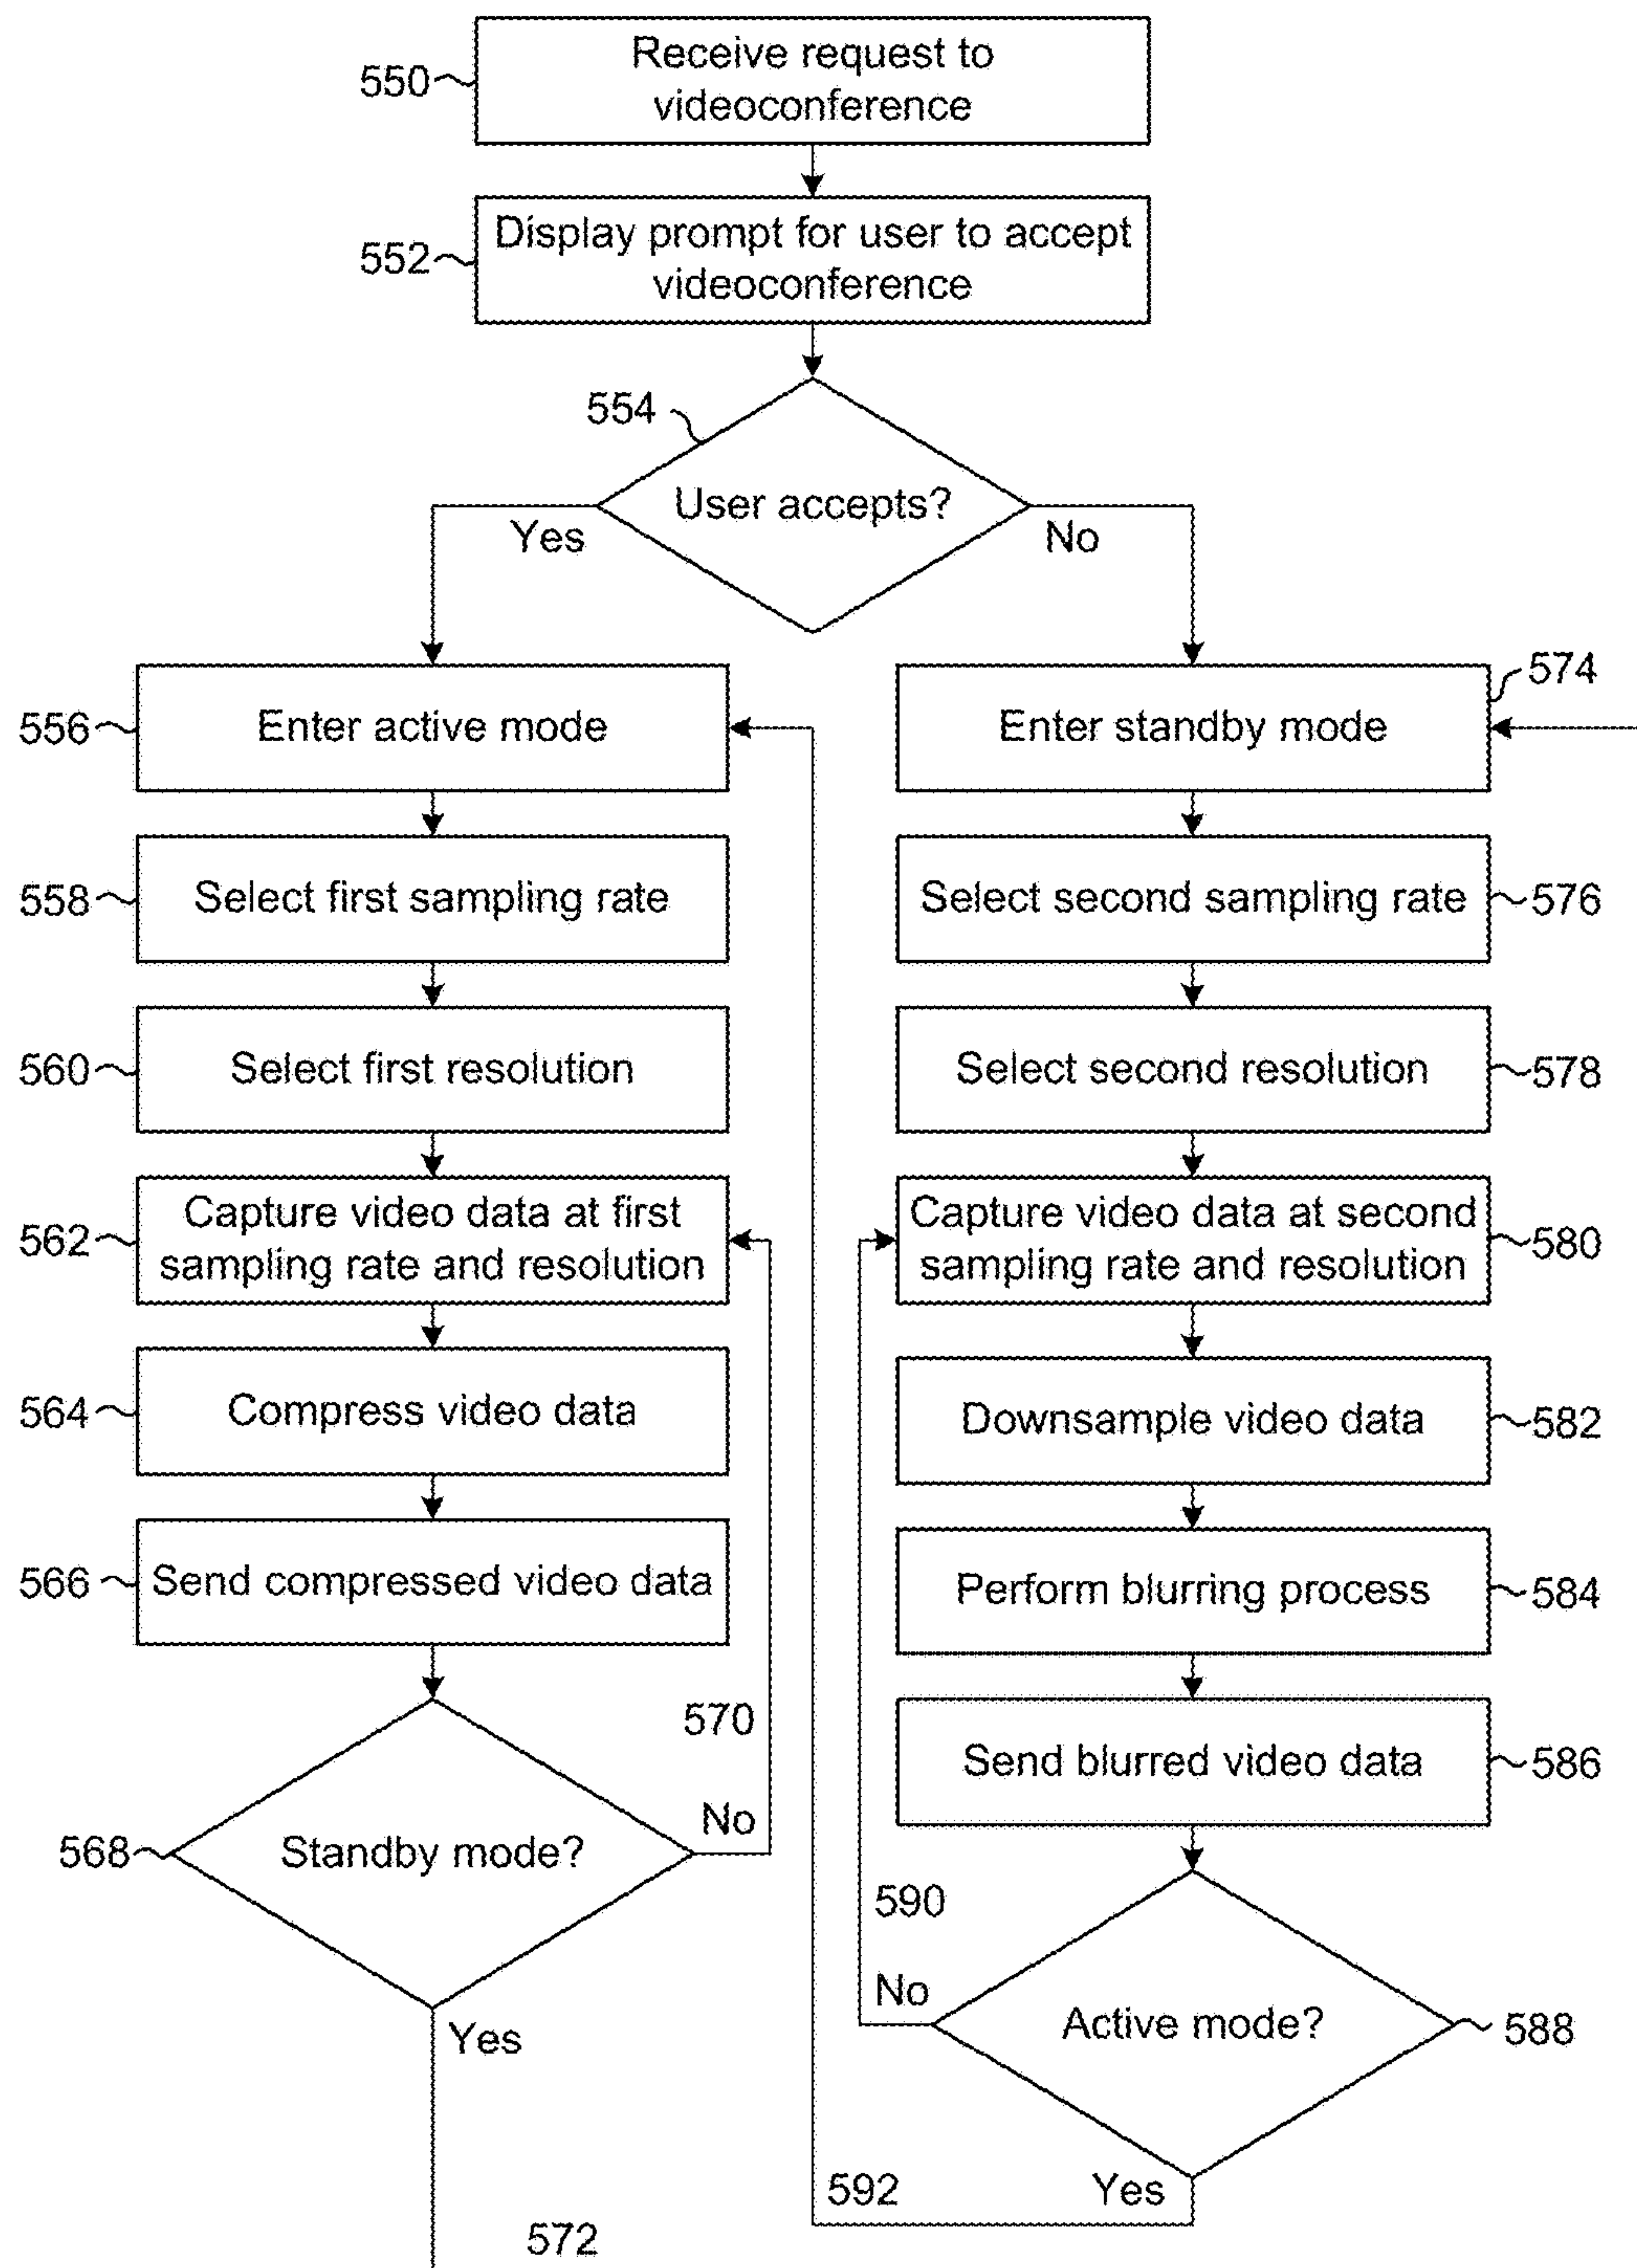 550
Receive request to
videoconference
552
Display prompt for user to accept
videoconference
554
User accepts?
Yes
No
556
Enter active mode
558
Select first sampling rate
560
Select first resolution
562
Capture video data at first
sampling rate and resolution
564
Compress video data
566
Send compressed video data
568
Standby mode?
570
No
Yes
572
574
Enter standby mode
Select second sampling rate
576
Select second resolution
578
Capture video data at second
sampling rate and resolution
580
Downsample video data
582
Perform blurring process
584
Send blurred video data
586
590
No
Active mode?
588
592
Yes